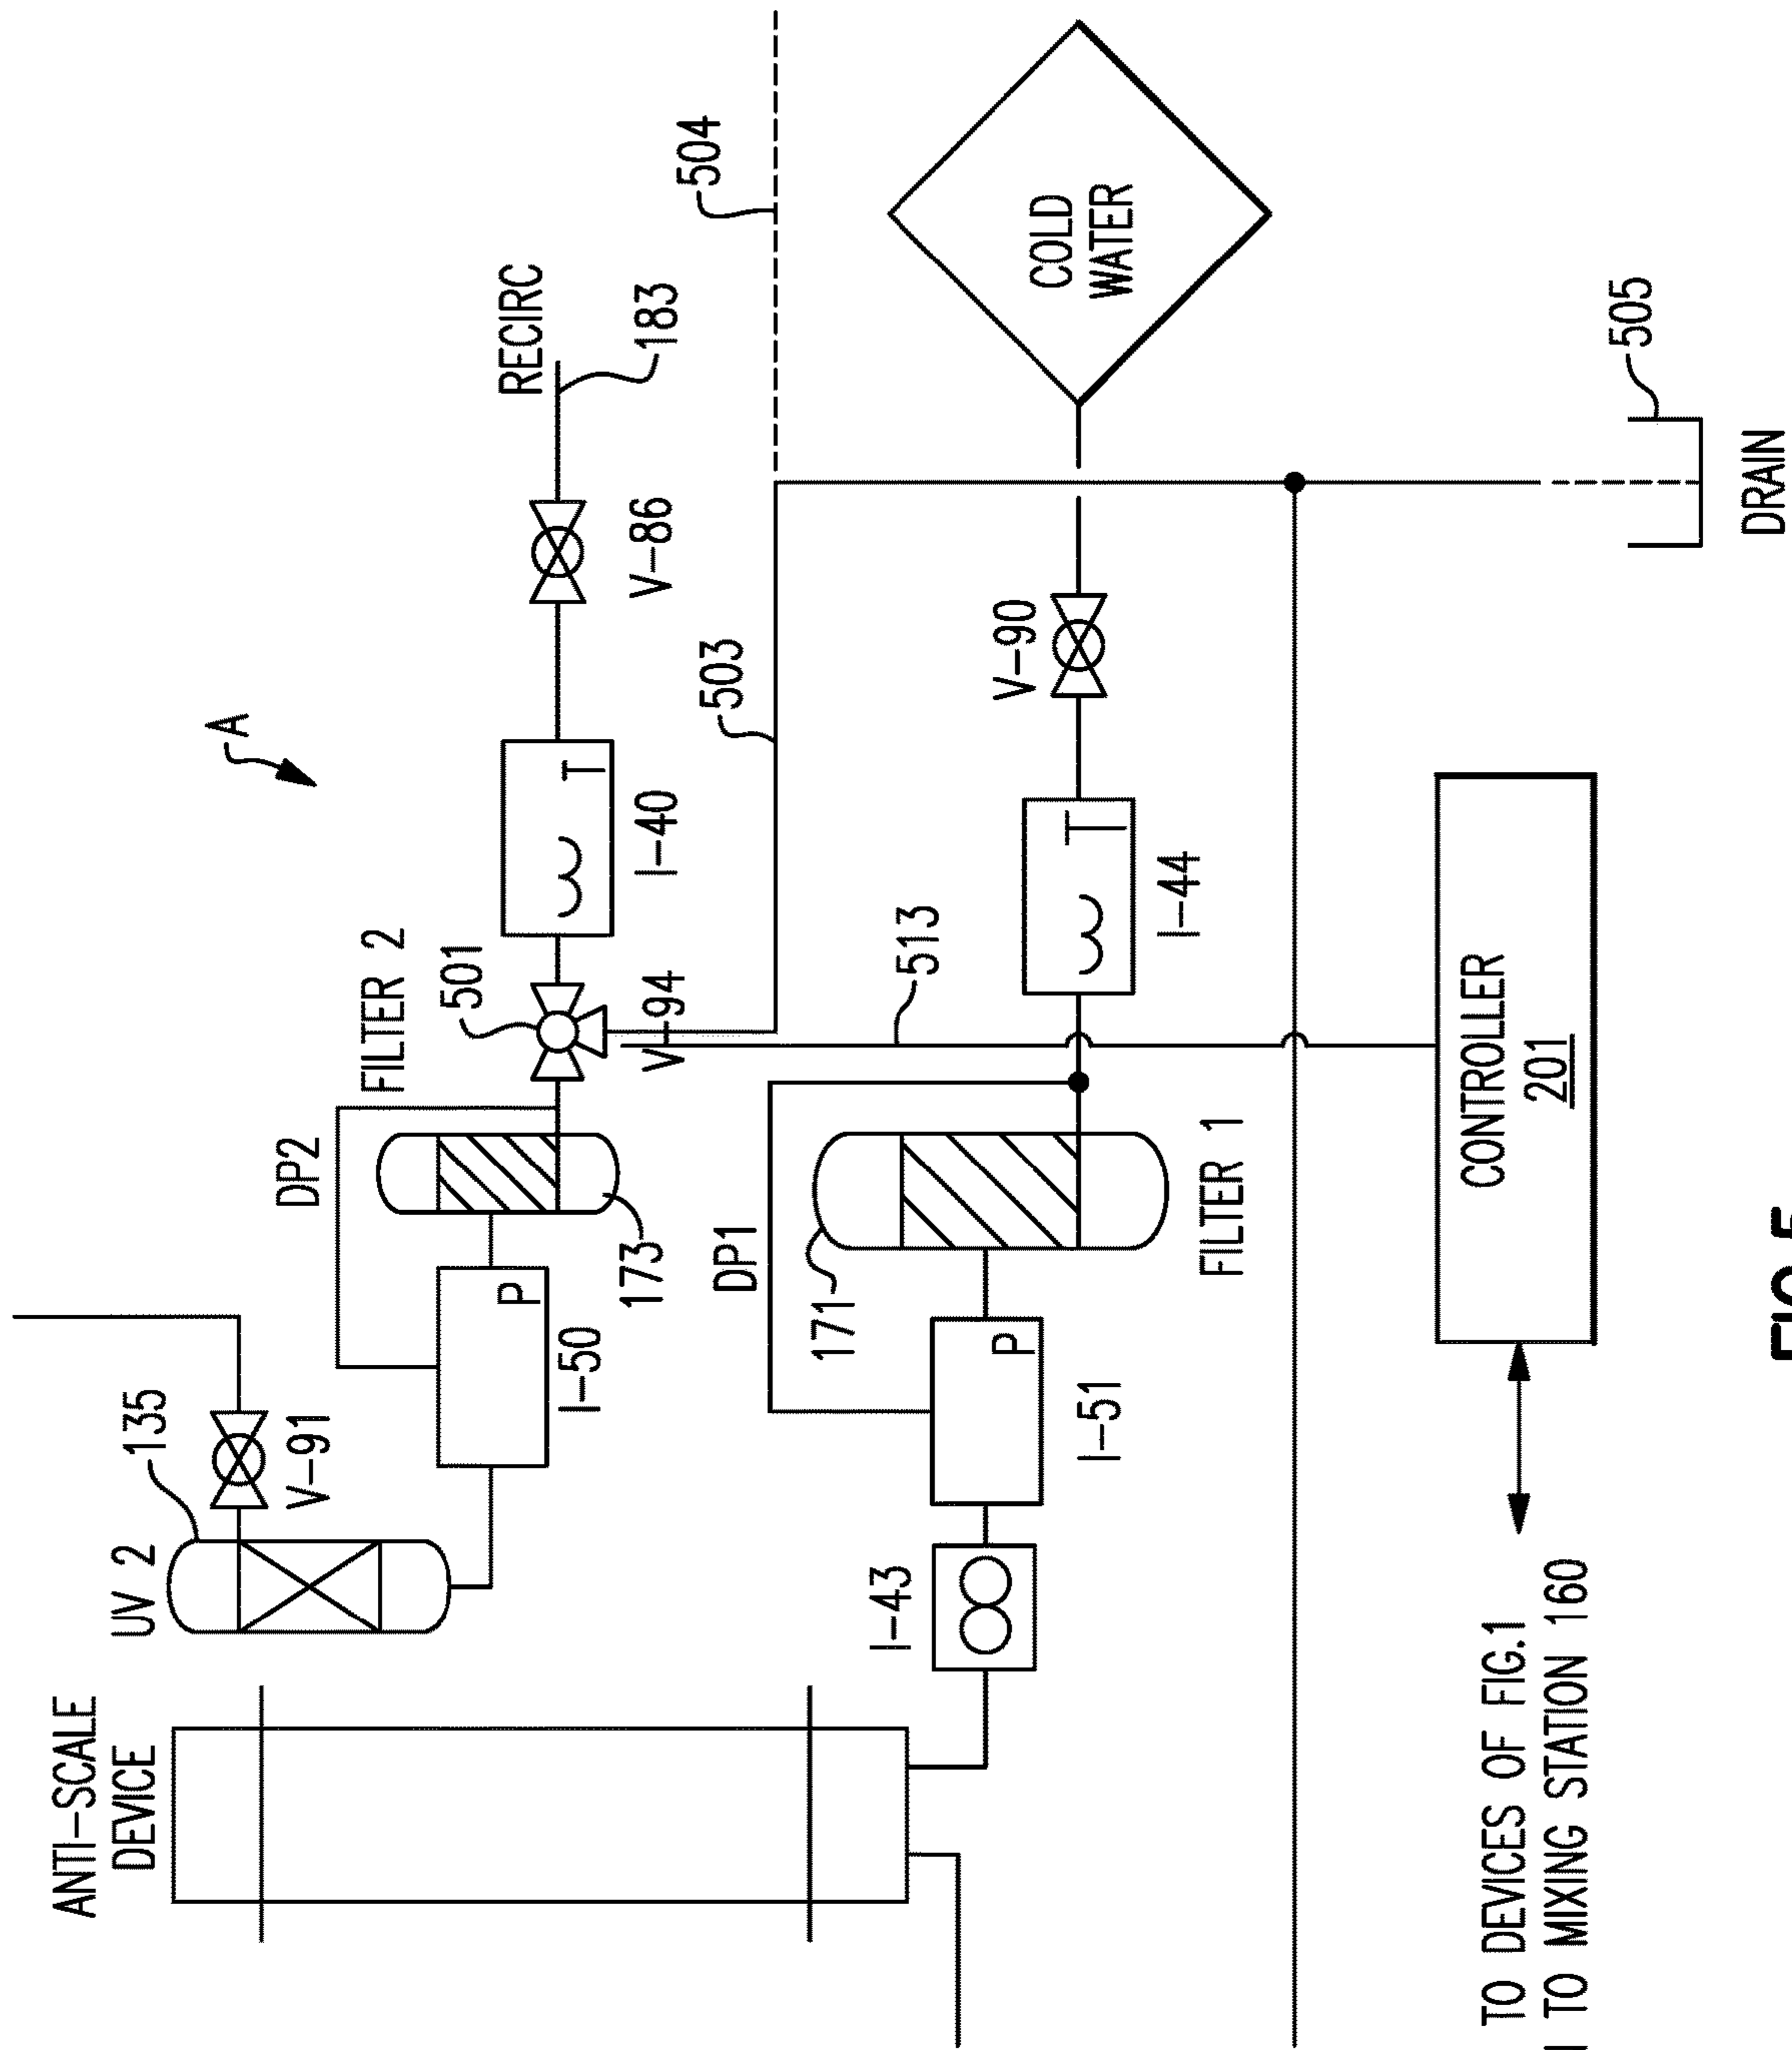 ANTI-SCALE
DEVICE
UV 2
135
V-91
A
DP2
FILTER 2
501
RECIRC
I-50
173
V-94
I-40
V-86
183
504
503
DP1
171
I-43
513
V-90
COLD
WATER
P
P
T
T
I-51
I-44
FILTER 1
CONTROLLER
201
505
DRAIN
TO DEVICES OF FIG.1
TO MIXING STATION 160
FIG.5